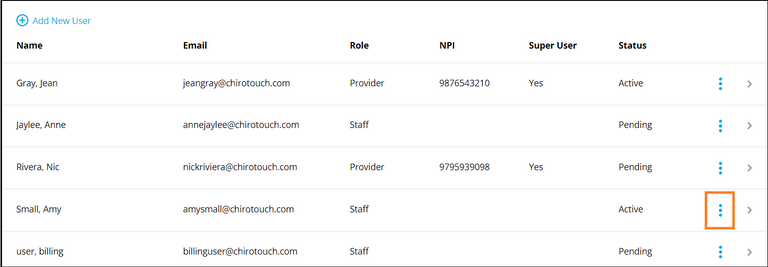 Add New User
Name Email Role NPI Super User Status
Gray, Jean jeangray@chirotouch.com Provider 9876543210 Yes Active
Jaylee, Anne annejaylee@chirotouch.com Staff Pending
Rivera, Nic nickriviera@chirotouch.com Provider 9795939098 Yes Pending
Small, Amy amysmall@chirotouch.com Staff Active
user, billing billinguser@chirotouch.com Staff Pending